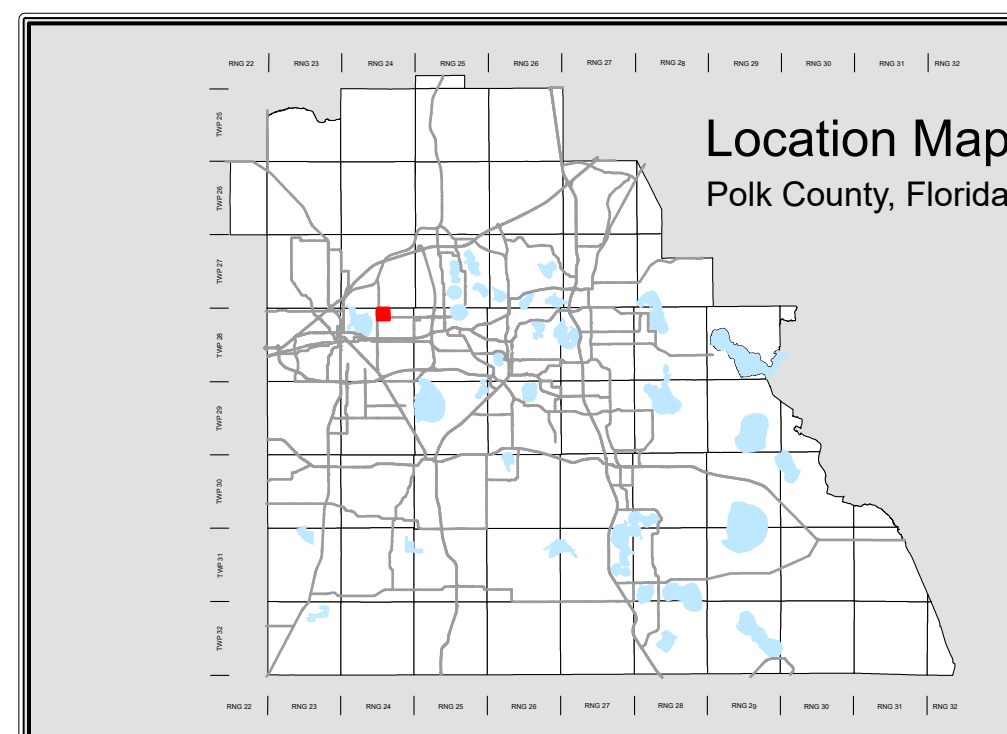 RNG 22 RNG 23 RNG 24 RNG 25 RNG 26 RNG 27 RNG 28 RNG 29 RNG 30 RNG 31 RNG 32
Location Map
Polk County, Florida
TWP 25
TWP 26
TWP 27
TWP 28
TWP 29
TWP 30
TWP 31
TWP 32
RNG 22 RNG 23 RNG 24 RNG 25 RNG 26 RNG 27 RNG 28 RNG 29 RNG 30 RNG 31 RNG 32